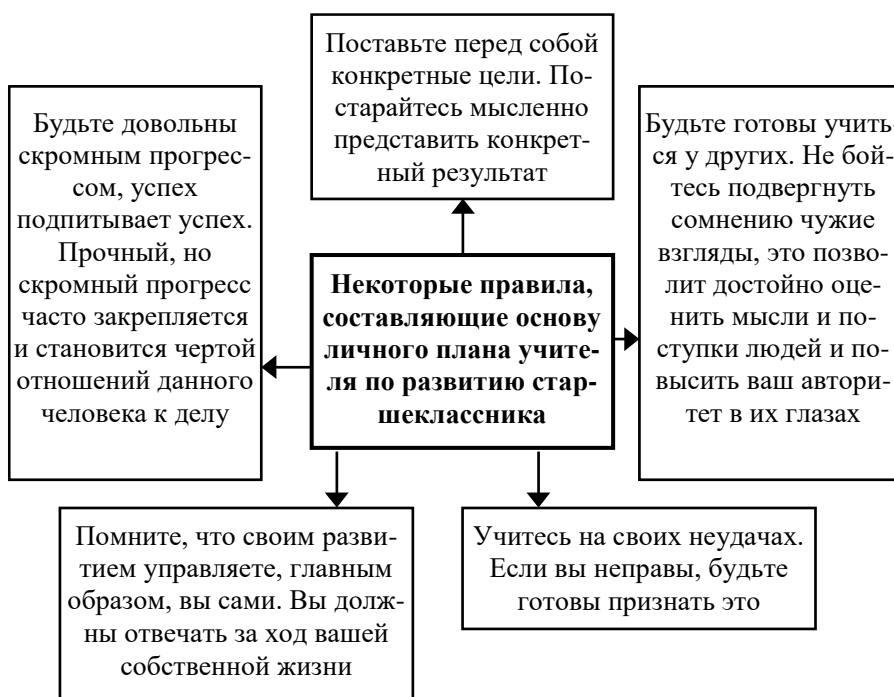 Поставьте перед собой
конкретные цели. По-
старайтесь мысленно
представить конкрет-
ный результат
Будьте довольны
скромным прогрес-
сом, успех
подпитывает успех.
Прочный, но
скромный прогресс
часто закрепляется
и становится чертой
отношений данного
человека к делу
Некоторые правила,
составляющие основу
личного плана учите-
ля по развитию стар-
шеклассника
Будьте готовы учить-
ся у других. Не бой-
тесь подвергнуть
сомнению чужие
взгляды, это позво-
лит достойно оце-
нить мысли и по-
ступки людей и по-
высить ваш автори-
тет в их глазах
Помните, что своим разви-
тием управляете, главным
образом, вы сами. Вы долж-
ны отвечать за ход вашей
собственной жизни
Учитесь на своих неудачах.
Если вы неправы, будьте
готовы признать это